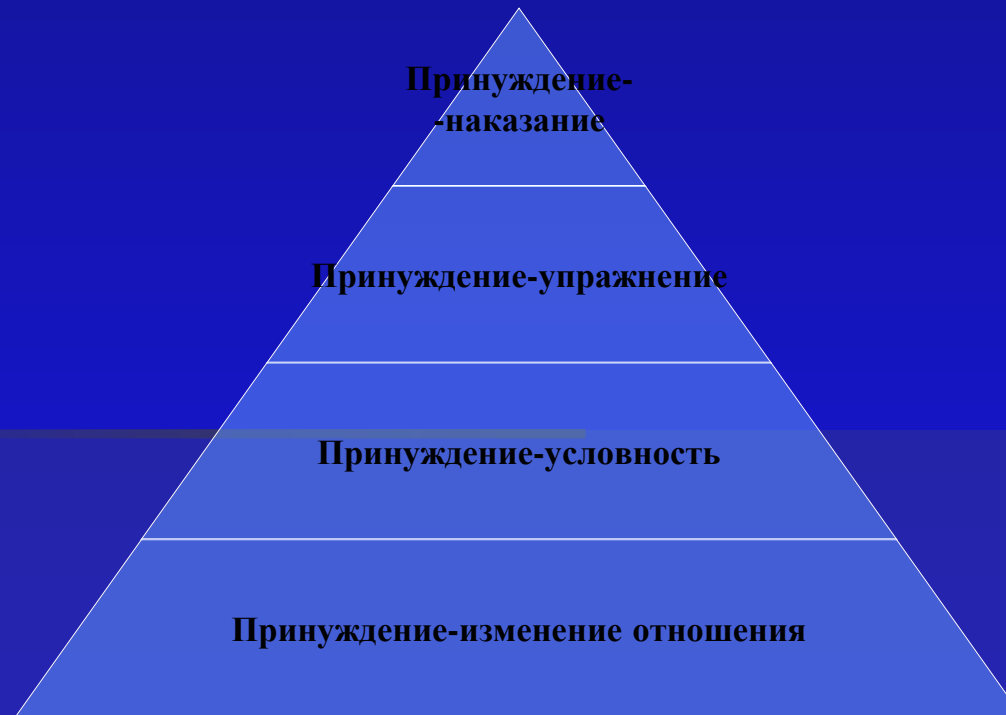 Принуждение-
-наказание
Принуждение-упражнение
Принуждение-условность
Принуждение-изменение отношения